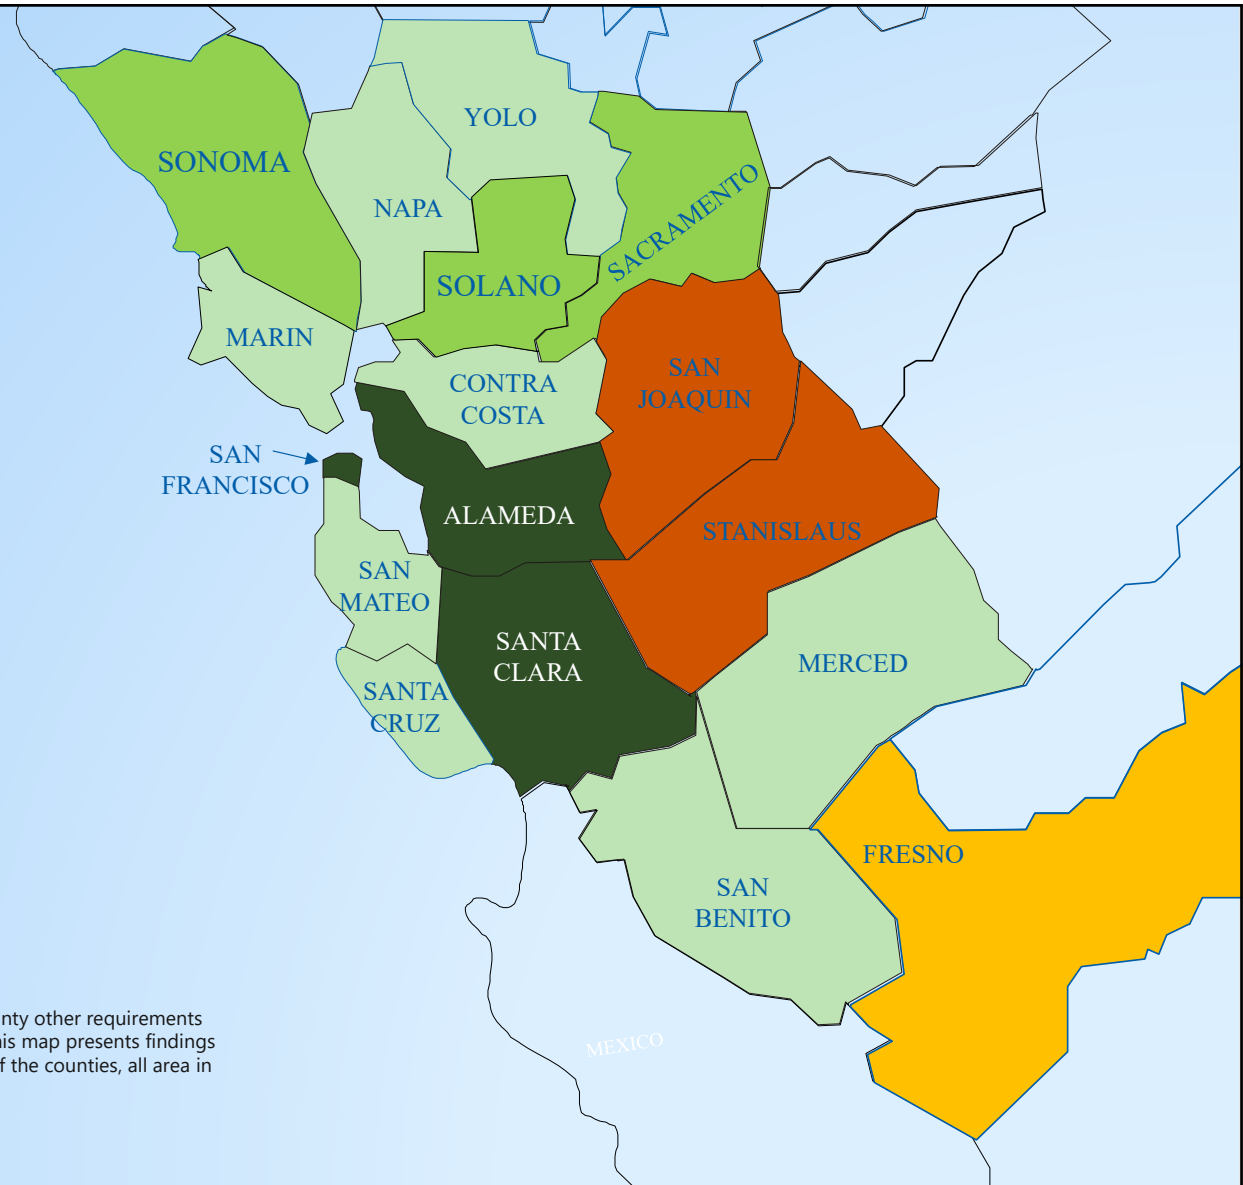 YOLO
SONOMA
NAPA
SACRAMENTO
SOLANO
MARIN
CONTRA
COSTA
SAN
JOAQUIN
SAN
FRANCISCO
ALAMEDA
STANISLAUS
SAN
MATEO
SANTA
CLARA
MERCED
SANTA
CRUZ
FRESNO
SAN
BENITO
nty other requirements
his map presents findings
f the counties, all area in
MEXICO